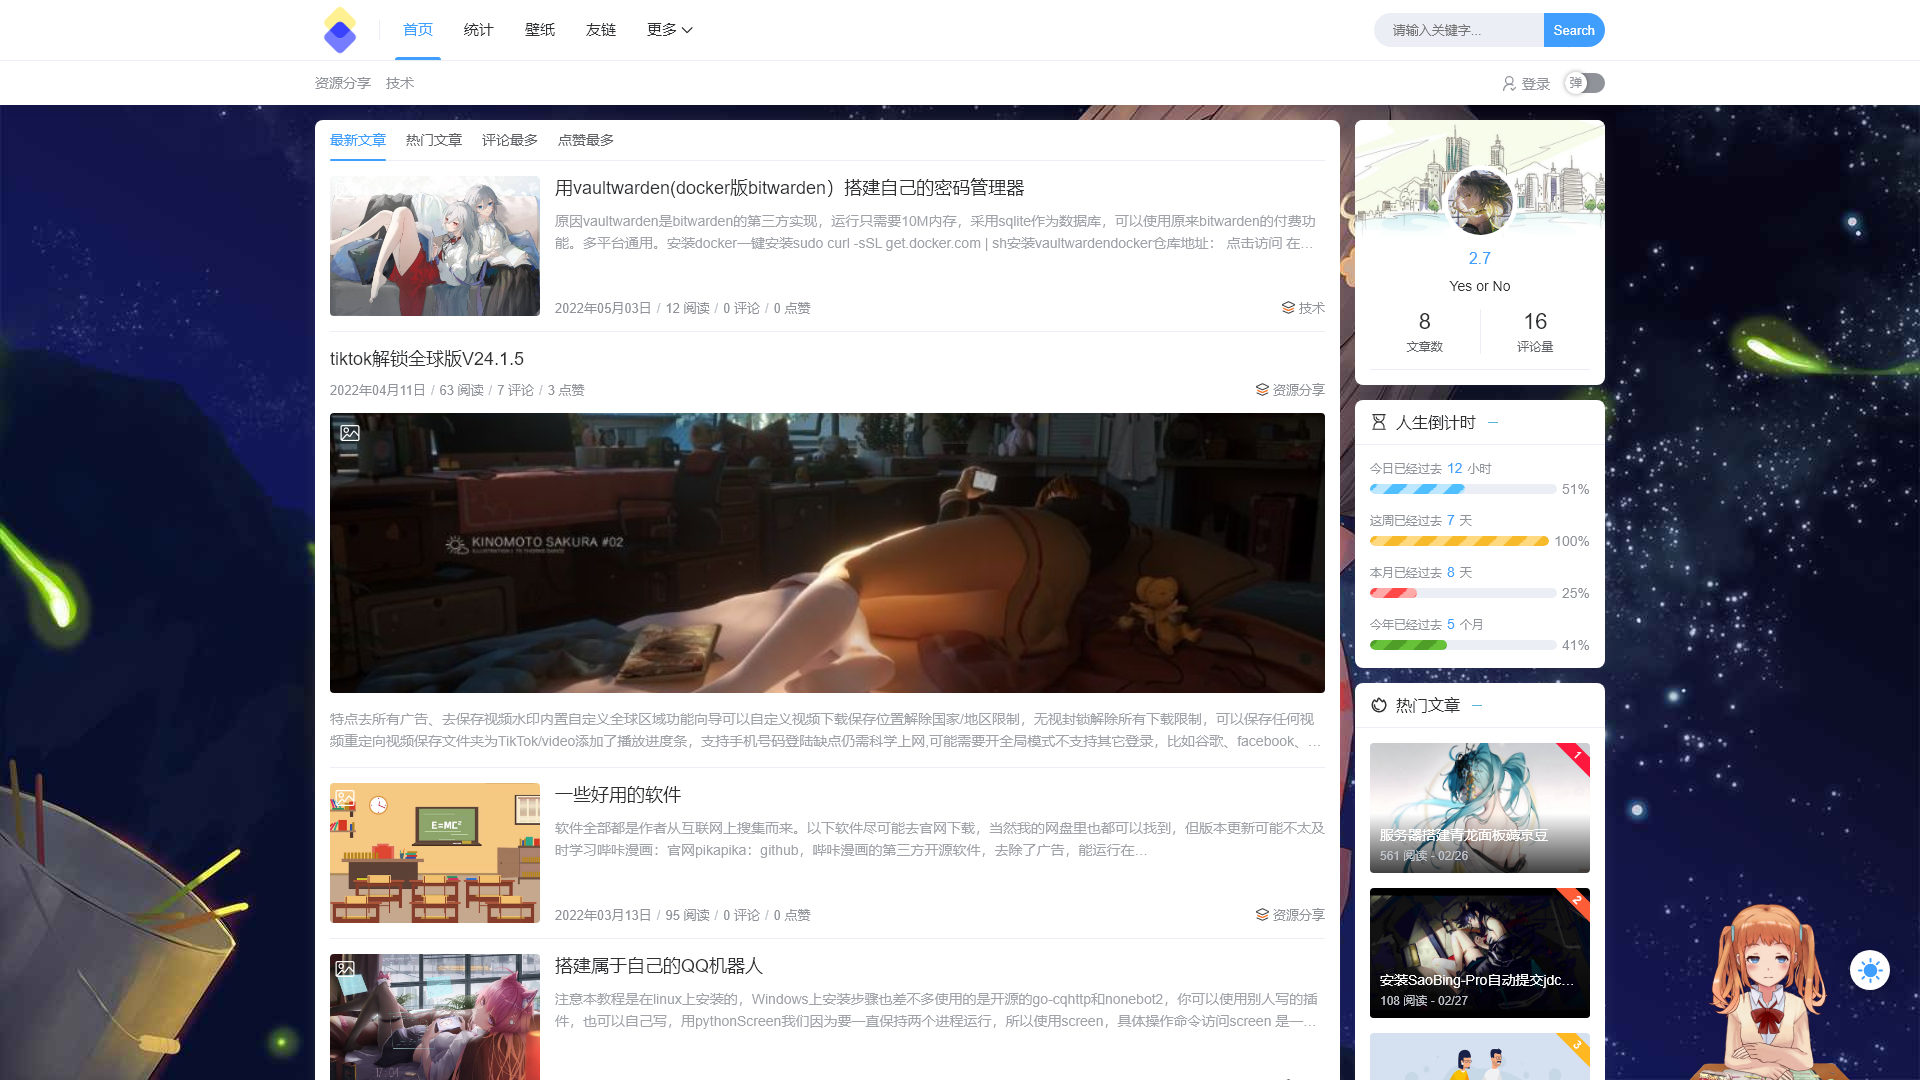 首页
统计
壁纸
友链
更多
请输入关键字...
Search
资源分享
技术
登录
弹
最新文章
热门文章
评论最多
点赞最多
用vaultwarden(docker版bitwarden）搭建自己的密码管理器
原因vaultwarden是bitwarden的第三方实现，运行只需要10M内存，采用sqlite作为数据库，可以使用原来bitwarden的付费功
能。多平台通用。安装docker一键安装sudo curl -sSL get.docker.com | sh安装vaultwardendocker仓库地址： 点击访问 在…
2022年05月03日 / 12 阅读 / 0 评论 / 0 点赞
技术
tiktok解锁全球版V24.1.5
2022年04月11日 / 63 阅读 / 7 评论 / 3 点赞
资源分享
KINOMOTO SAKURA #02
特点去所有广告、去保存视频水印内置自定义全球区域功能向导可以自定义视频下载保存位置解除国家/地区限制，无视封锁解除所有下载限制，可以保存任何视
频重定向视频保存文件夹为TikTok/video添加了播放进度条，支持手机号码登陆缺点仍需科学上网,可能需要开全局模式不支持其它登录，比如谷歌、facebook、…
E=MC²
一些好用的软件
软件全部都是作者从互联网上搜集而来。以下软件尽可能去官网下载，当然我的网盘里也都可以找到，但版本更新可能不太及
时学习哔咔漫画：官网pikapika：github，哔咔漫画的第三方开源软件，去除了广告，能运行在…
2022年03月13日 / 95 阅读 / 0 评论 / 0 点赞
资源分享
搭建属于自己的QQ机器人
注意本教程是在linux上安装的，Windows上安装步骤也差不多使用的是开源的go-cqhttp和nonebot2，你可以使用别人写的插
件，也可以自己写，用pythonScreen我们因为要一直保持两个进程运行，所以使用screen，具体操作命令访问screen 是一…
17:01
2.7
Yes or No
8
文章数
16
评论量
人生倒计时
今日已经过去 12 小时
51%
这周已经过去 7 天
100%
本月已经过去 8 天
25%
今年已经过去 5 个月
41%
热门文章
1
服务器搭建青龙面板薅京豆
561 阅读 - 02/26
2
安装SaoBing-Pro自动提交jdc…
108 阅读 - 02/27
3